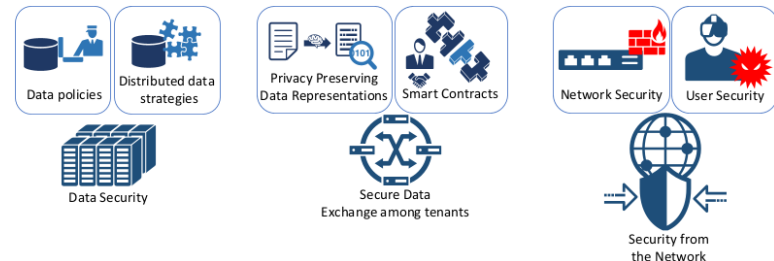 Data policies
Distributed data
strategies
Data Security
0101
Privacy Preserving
Data Representations
Smart Contracts
Secure Data
Exchange among tenants
Network Security
User Security
Security from
the Network